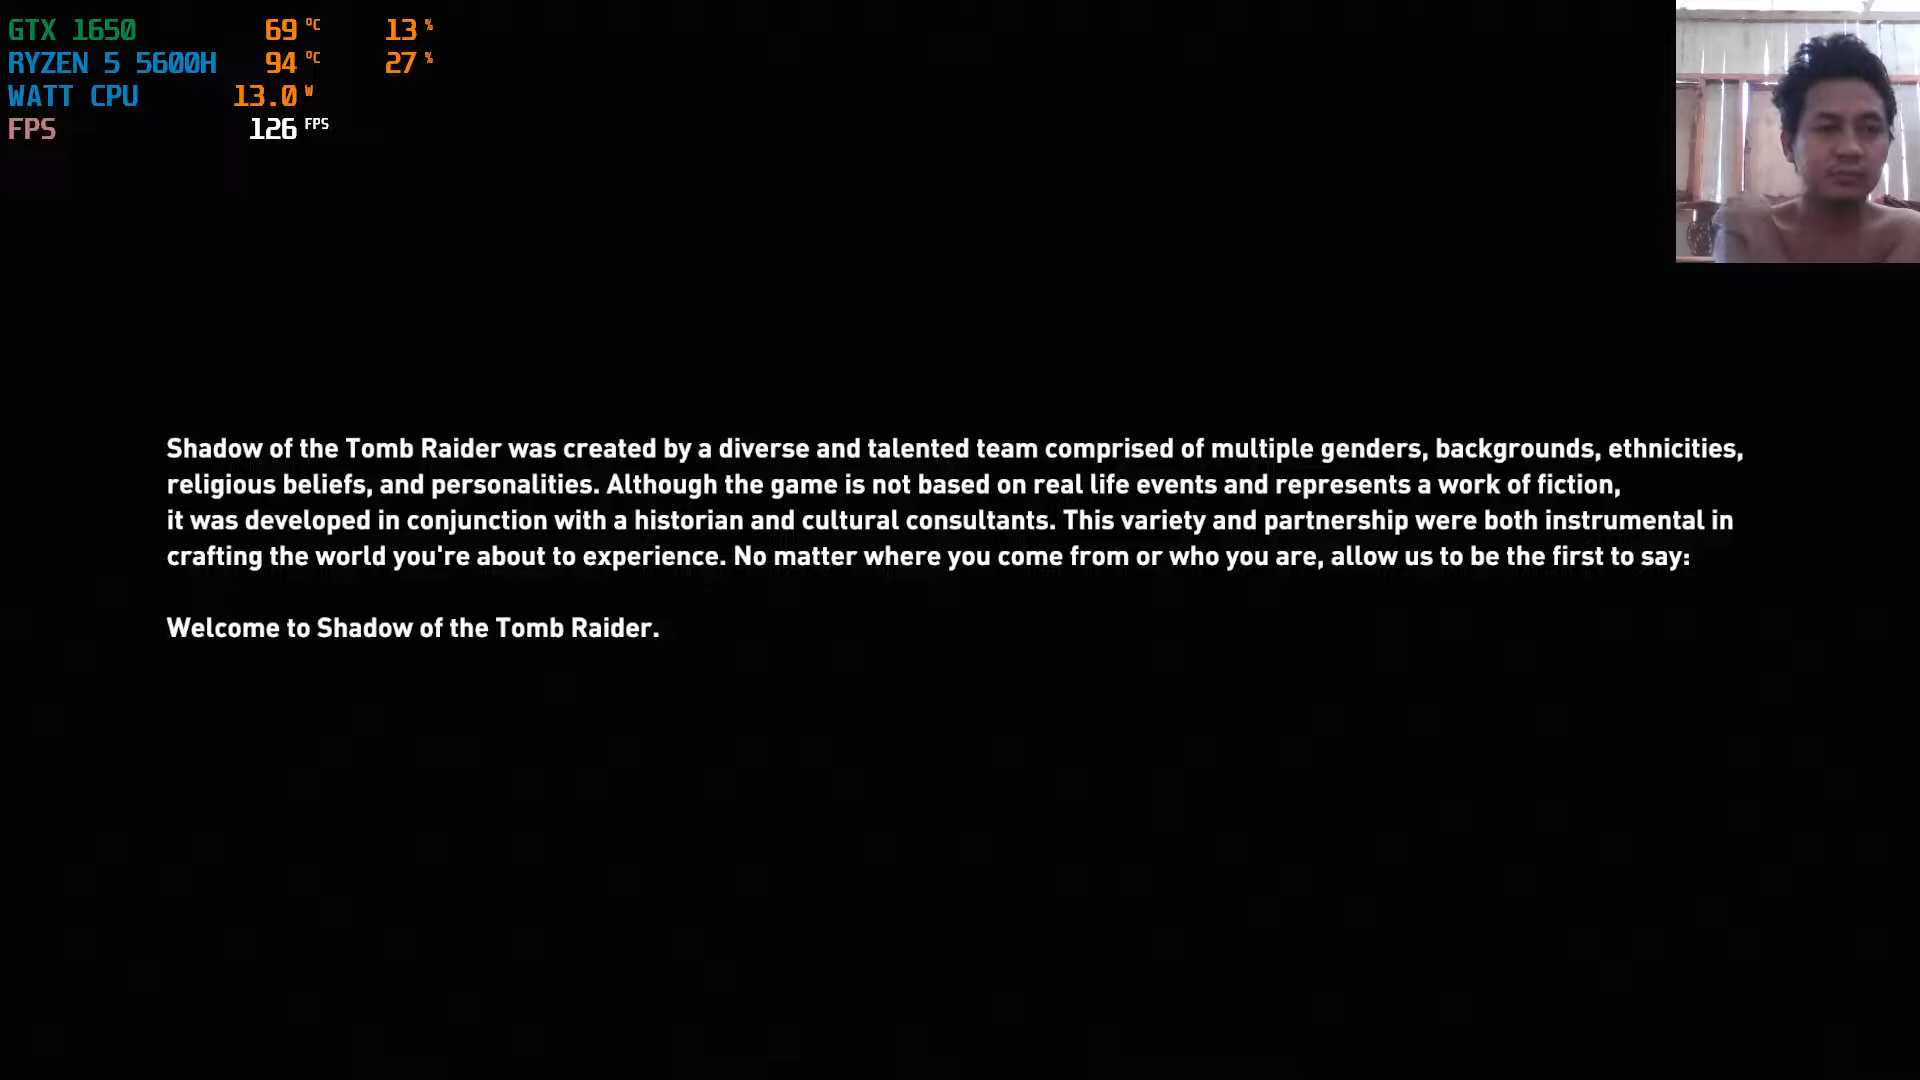 GTX 1650 69 °C 13 %
RYZEN 5 5600H 94 °C 27 %
WATT CPU 13.0 W
FPS 126 FPS
Shadow of the Tomb Raider was created by a diverse and talented team comprised of multiple genders, backgrounds, ethnicities,
religious beliefs, and personalities. Although the game is not based on real life events and represents a work of fiction,
it was developed in conjunction with a historian and cultural consultants. This variety and partnership were both instrumental in
crafting the world you're about to experience. No matter where you come from or who you are, allow us to be the first to say:
Welcome to Shadow of the Tomb Raider.